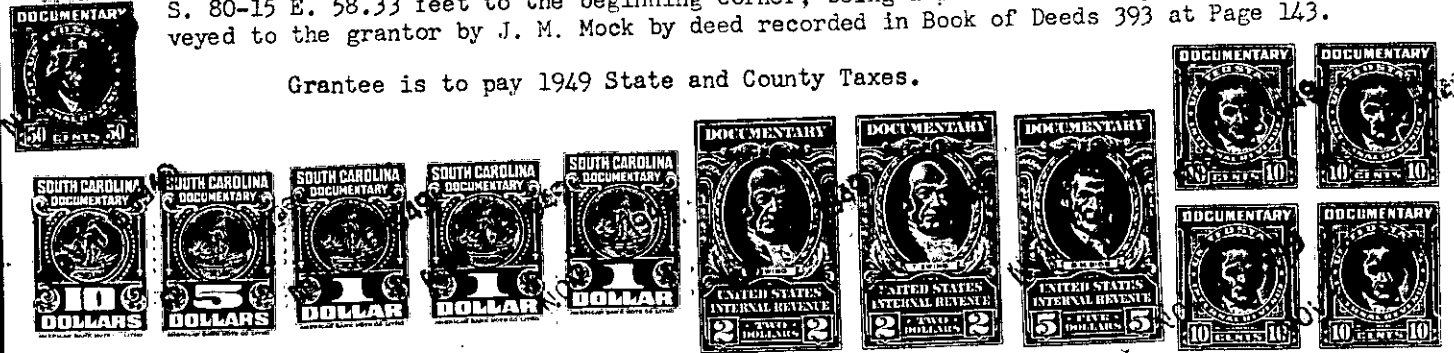 S. 80-15 E. 58.33 feet to the beginning corner, being
veyed to the grantor by J. M. Mock by deed recorded in Book of Deeds 393 at Page 143.
Grantee is to pay 1949 State and County Taxes.
DOCUMENTARY
50 CENTS 50
SOUTH CAROLINA
DOCUMENTARY
10
DOLLARS
SOUTH CAROLINA
DOCUMENTARY
5
DOLLARS
SOUTH CAROLINA
DOCUMENTARY
1
DOLLAR
SOUTH CAROLINA
DOCUMENTARY
1
DOLLAR
SOUTH CAROLINA
DOCUMENTARY
1
DOLLAR
DOCUMENTARY
UNITED STATES
INTERNAL REVENUE
2 TWO DOLLARS 2
DOCUMENTARY
UNITED STATES
INTERNAL REVENUE
2 TWO DOLLARS 2
DOCUMENTARY
UNITED STATES
INTERNAL REVENUE
5 FIVE DOLLARS 5
DOCUMENTARY
10 CENTS 10
DOCUMENTARY
10 CENTS 10
DOCUMENTARY
10 CENTS 10
DOCUMENTARY
10 CENTS 10